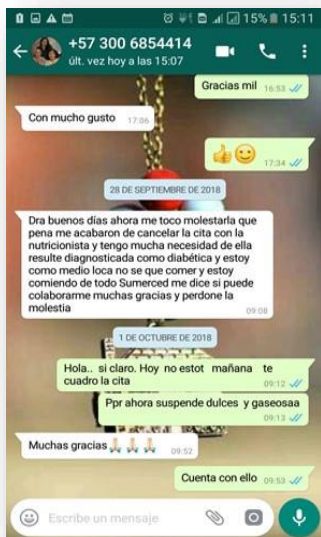 15% 15:11
+57 300 6854414
últ. vez hoy a las 15:07
Gracias mil 16:53
Con mucho gusto 17:06
17:34
28 DE SEPTIEMBRE DE 2018
Dra buenos días ahora me toco molestarla que
pena me acabaron de cancelar la cita con la
nutricionista y tengo mucha necesidad de ella
resulte diagnosticada como diabética y estoy
como medio loca no se que comer y estoy
comiendo de todo Sumerced me dice si puede
colaborarme muchas gracias y perdone la
molestia
09:08
1 DE OCTUBRE DE 2018
Hola.. si claro. Hoy no estot mañana te
cuadro la cita
09:12
Ppr ahora suspende dulces y gaseosaa
09:13
Muchas gracias 09:52
Cuenta con ello 09:53
Escribe un mensaje